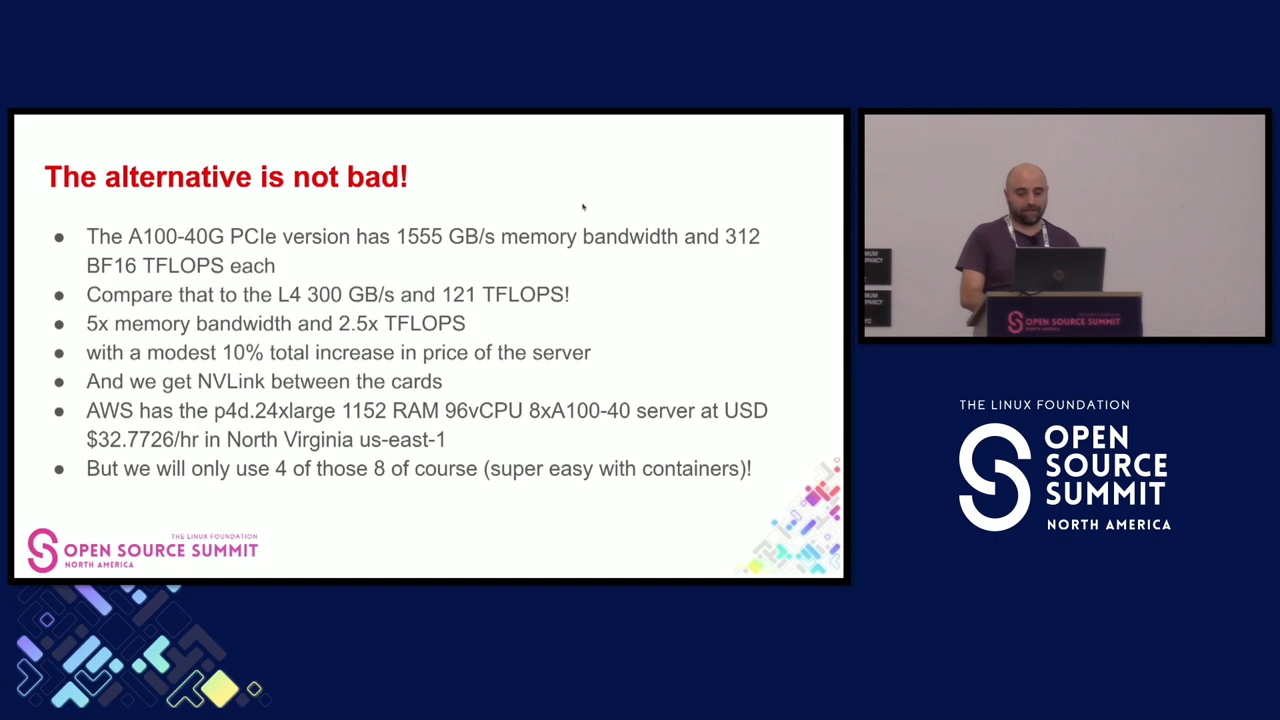 The alternative is not bad!
● The A100-40G PCIe version has 1555 GB/s memory bandwidth and 312
BF16 TFLOPS each
● Compare that to the L4 300 GB/s and 121 TFLOPS!
● 5x memory bandwidth and 2.5x TFLOPS
● with a modest 10% total increase in price of the server
● And we get NVLink between the cards
● AWS has the p4d.24xlarge 1152 RAM 96vCPU 8xA100-40 server at USD
$32.7726/hr in North Virginia us-east-1
● But we will only use 4 of those 8 of course (super easy with containers)!
THE LINUX FOUNDATION
OPEN SOURCE SUMMIT
NORTH AMERICA
OPEN SOURCE SUMMIT
THE LINUX FOUNDATION
OPEN
SOURCE
SUMMIT
NORTH AMERICA